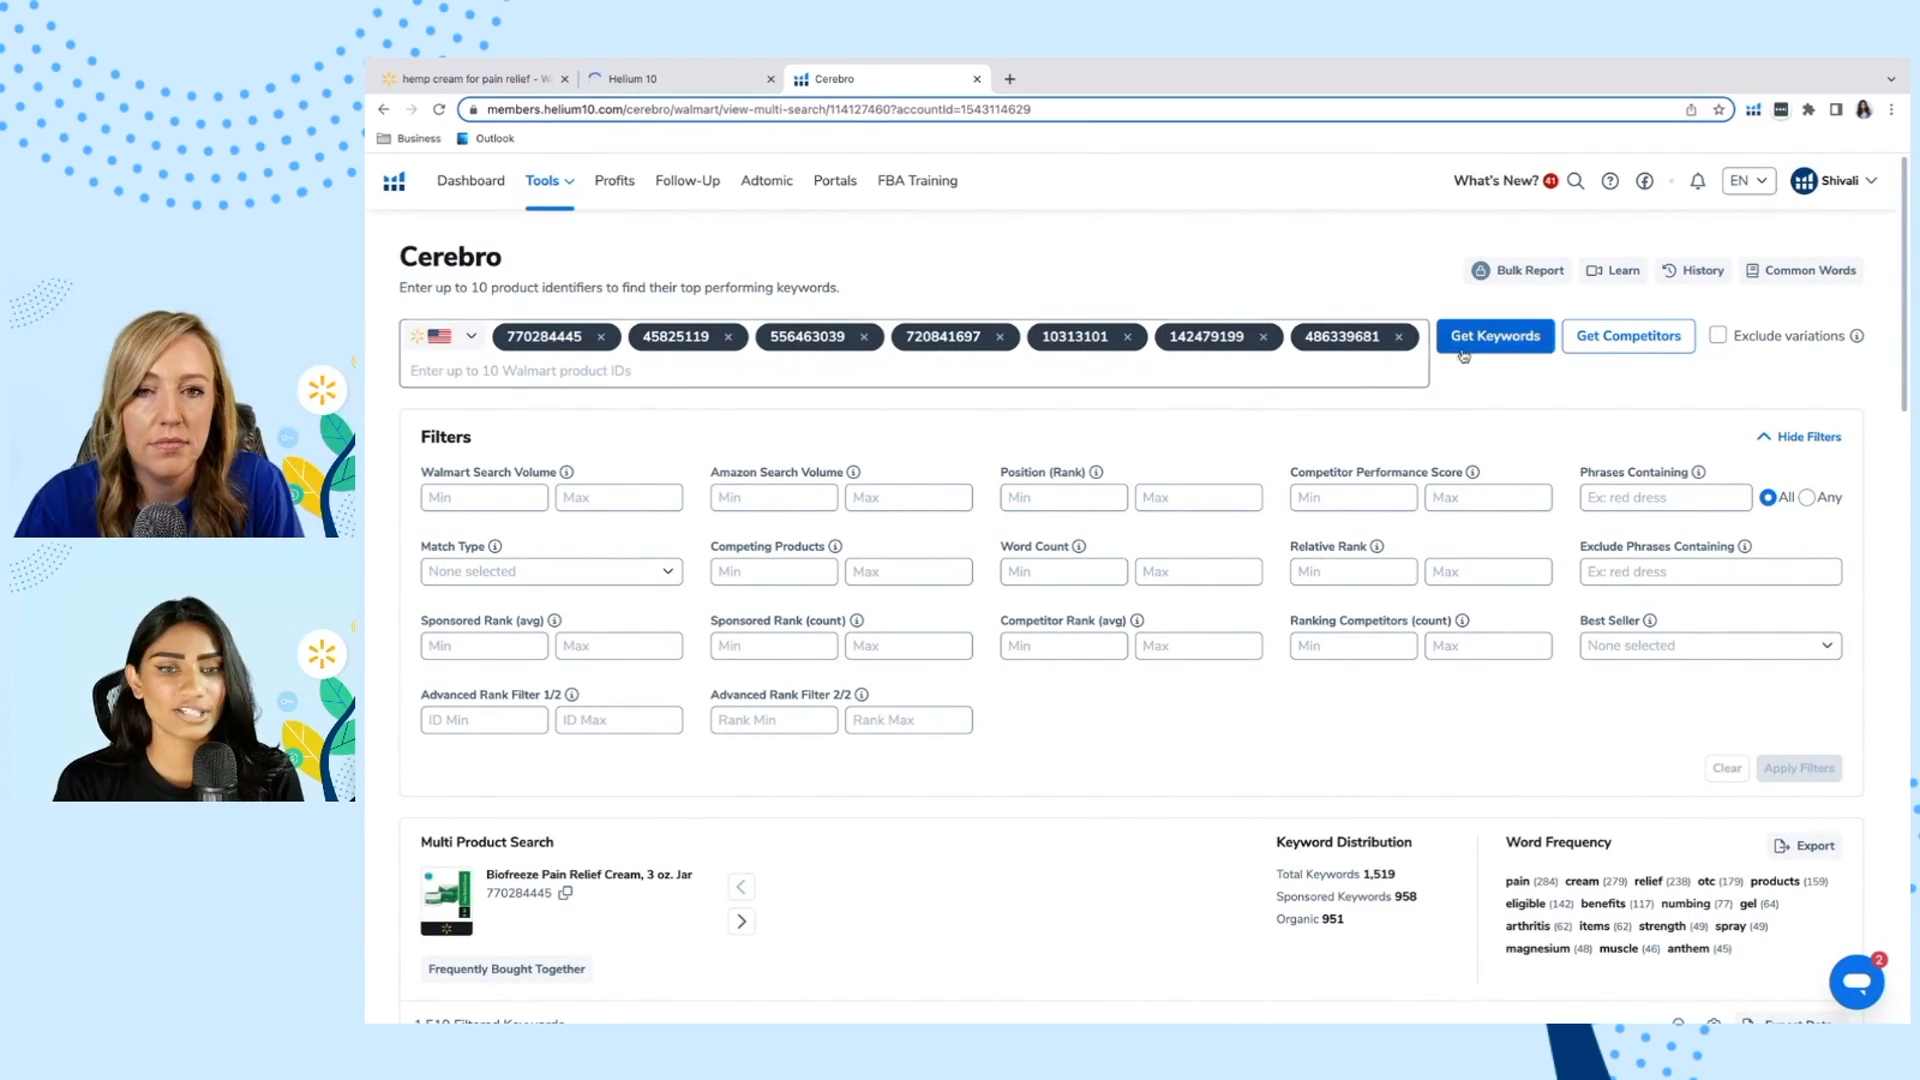 hemp cream for pain relief - W
Helium 10
Cerebro
members.helium10.com/cerebro/walmart/view-multi-search/114127460?accountId=1543114629
Business
Outlook
Dashboard
Tools
Profits
Follow-Up
Adtomic
Portals
FBA Training
What's New? 41
EN
Shivali
Cerebro
Enter up to 10 product identifiers to find their top performing keywords.
Bulk Report
Learn
History
Common Words
770284445
45825119
556463039
720841697
10313101
142479199
486339681
Enter up to 10 Walmart product IDs
Get Keywords
Get Competitors
Exclude variations
Filters
Hide Filters
Walmart Search Volume
Min Max
Amazon Search Volume
Min Max
Position (Rank)
Min Max
Competitor Performance Score
Min Max
Phrases Containing
Ex: red dress
All Any
Match Type
None selected
Competing Products
Min Max
Word Count
Min Max
Relative Rank
Min Max
Exclude Phrases Containing
Ex: red dress
Sponsored Rank (avg)
Min Max
Sponsored Rank (count)
Min Max
Competitor Rank (avg)
Min Max
Ranking Competitors (count)
Min Max
Best Seller
None selected
Advanced Rank Filter 1/2
ID Min ID Max
Advanced Rank Filter 2/2
Rank Min Rank Max
Clear
Apply Filters
Multi Product Search
Biofreeze Pain Relief Cream, 3 oz. Jar
770284445
Frequently Bought Together
Keyword Distribution
Total Keywords 1,519
Sponsored Keywords 958
Organic 951
Word Frequency
Export
pain (284) cream (279) relief (238) otc (179) products (159)
eligible (142) benefits (117) numbing (77) gel (64)
arthritis (62) items (62) strength (49) spray (49)
magnesium (48) muscle (46) anthem (45)
2
1,519 Filtered Keywords
Export Data